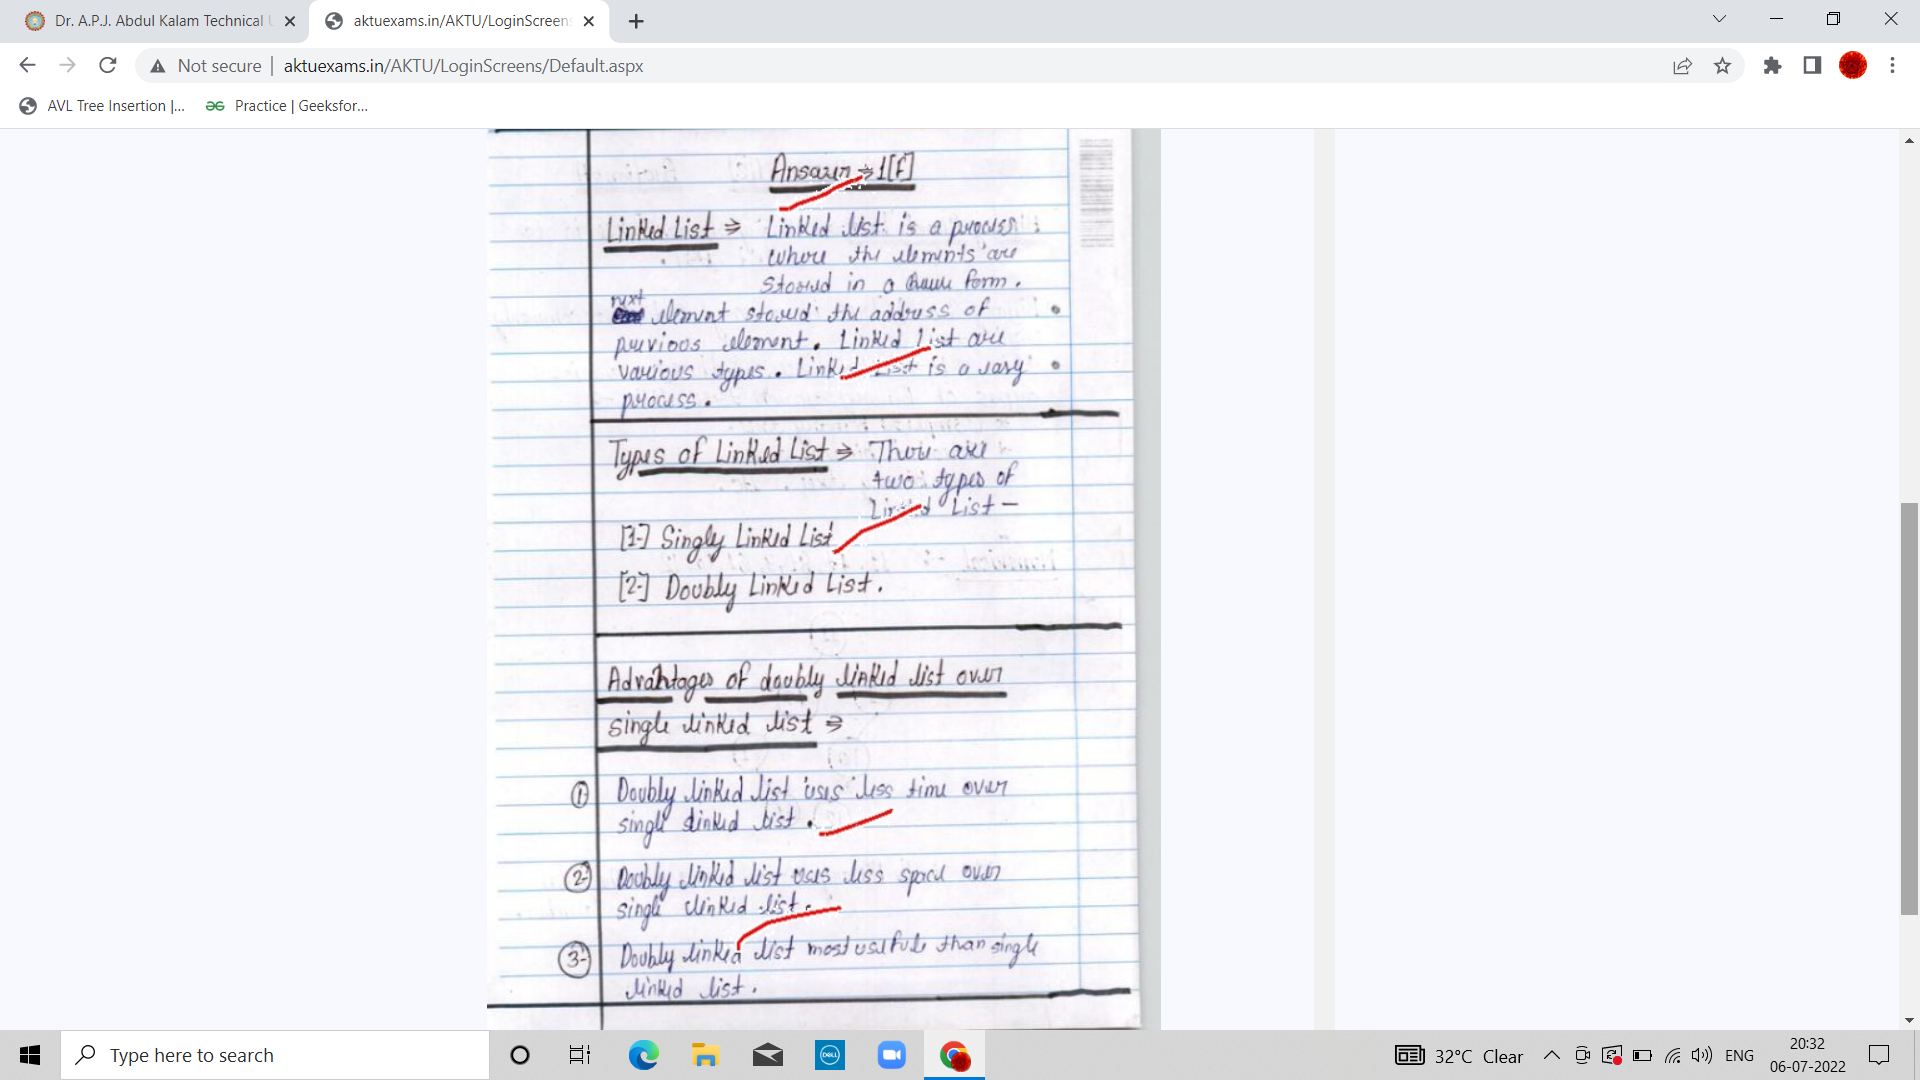 Dr. A.P.J. Abdul Kalam Technical
aktuexams.in/AKTU/LoginScreen
Not secure | aktuexams.in/AKTU/LoginScreens/Default.aspx
AVL Tree Insertion |...
Practice | Geeksfor...
Answer ⇒ 1[f]
Linked List ⇒ Linked list is a process
where the elements are
stored in a form.
next
element stored the address of
previous element. Linked list are
various types. Linked list is a
process.
Types of Linked List ⇒ There are
two types of
Linked List —
[1-] Singly Linked List
[2-] Doubly Linked List.
Advantages of doubly linked list over
single linked list ⇒
① Doubly linked list uses less time over
single linked list.
② Doubly linked list uses less space over
single linked list.
③ Doubly linked list most usefule than single
linked list.
Type here to search
DELL
32°C Clear
ENG
20:32
06-07-2022